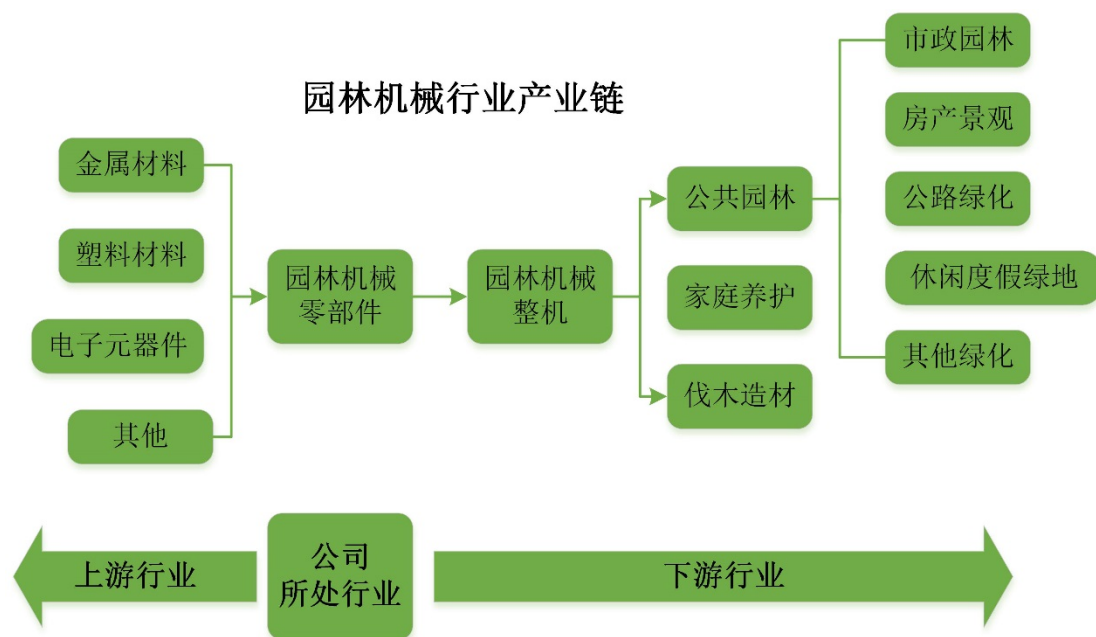 园林机械行业产业链
金属材料
塑料材料
电子元器件
其他
园林机械
零部件
园林机械
整机
公共园林
家庭养护
伐木造材
市政园林
房产景观
公路绿化
休闲度假绿地
其他绿化
上游行业
公司
所处行业
下游行业